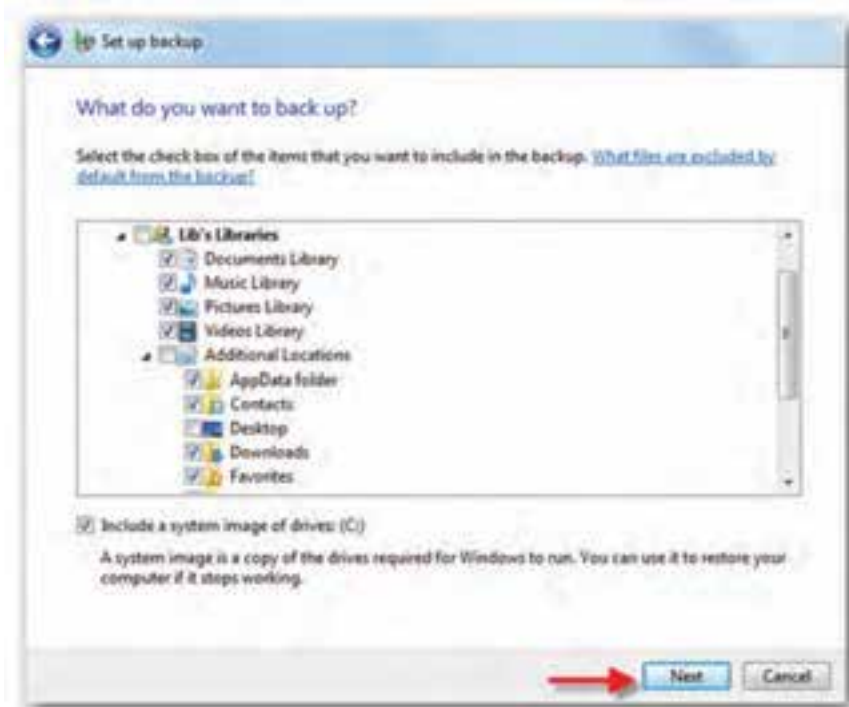 Set up backup
What do you want to back up?
Select the check box of the items that you want to include in the backup. What files are excluded by
default from the backup?
Lib's Libraries
Documents Library
Music Library
Pictures Library
Videos Library
Additional Locations
AppData folder
Contacts
Desktop
Downloads
Favorites
Include a system image of drives: (C:)
A system image is a copy of the drives required for Windows to run. You can use it to restore your
computer if it stops working.
Next Cancel